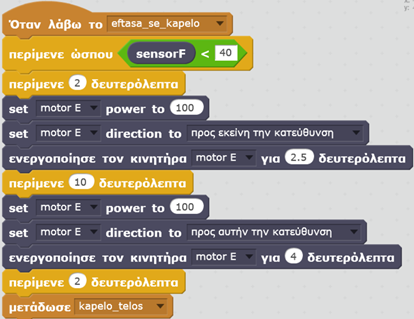 Όταν λάβω το eftasa_se_kapelo
περίμενε ώσπου sensorF < 40
περίμενε 2 δευτερόλεπτα
set motor E power to 100
set motor E direction to προς εκείνη την κατεύθυνση
ενεργοποίησε τον κινητήρα motor E για 2.5 δευτερόλεπτα
περίμενε 10 δευτερόλεπτα
set motor E power to 100
set motor E direction to προς αυτήν την κατεύθυνση
ενεργοποίησε τον κινητήρα motor E για 4 δευτερόλεπτα
περίμενε 2 δευτερόλεπτα
μετάδωσε kapelo_telos